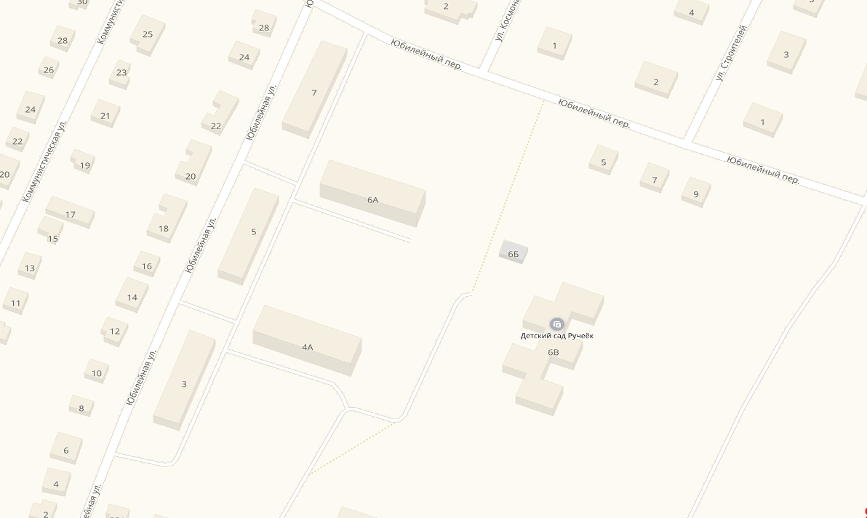 30
Коммунистич
25
28
28
24
26
23
24
21
22
22
20
19
20
17
18
15
16
13
14
11
12
10
8
6
4
2
Коммунистическая ул.
Юбилейная ул.
Юбилейная ул.
Юбилейная ул.
7
5
3
6А
4А
2
ул. Космон
1
4
2
ул. Строителей
3
1
Юбилейный пер.
Юбилейный пер.
Юбилейный пер.
5
7
9
6Б
Детский сад Ручеёк
6В